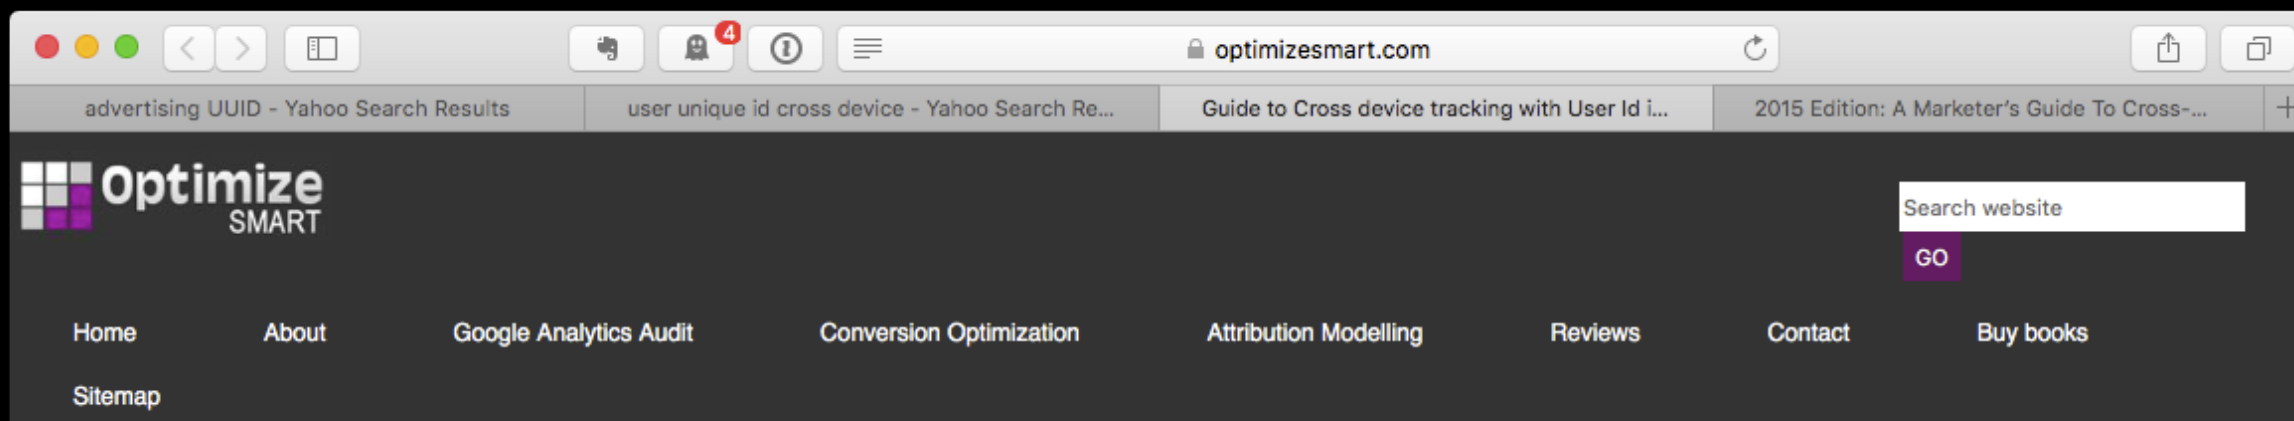 4
optimizesmart.com
advertising UUID - Yahoo Search Results
user unique id cross device - Yahoo Search Re...
Guide to Cross device tracking with User Id i...
2015 Edition: A Marketer's Guide To Cross-...
Optimize
SMART
Search website
GO
Home About Google Analytics Audit Conversion Optimization Attribution Modelling Reviews Contact Buy books
Sitemap